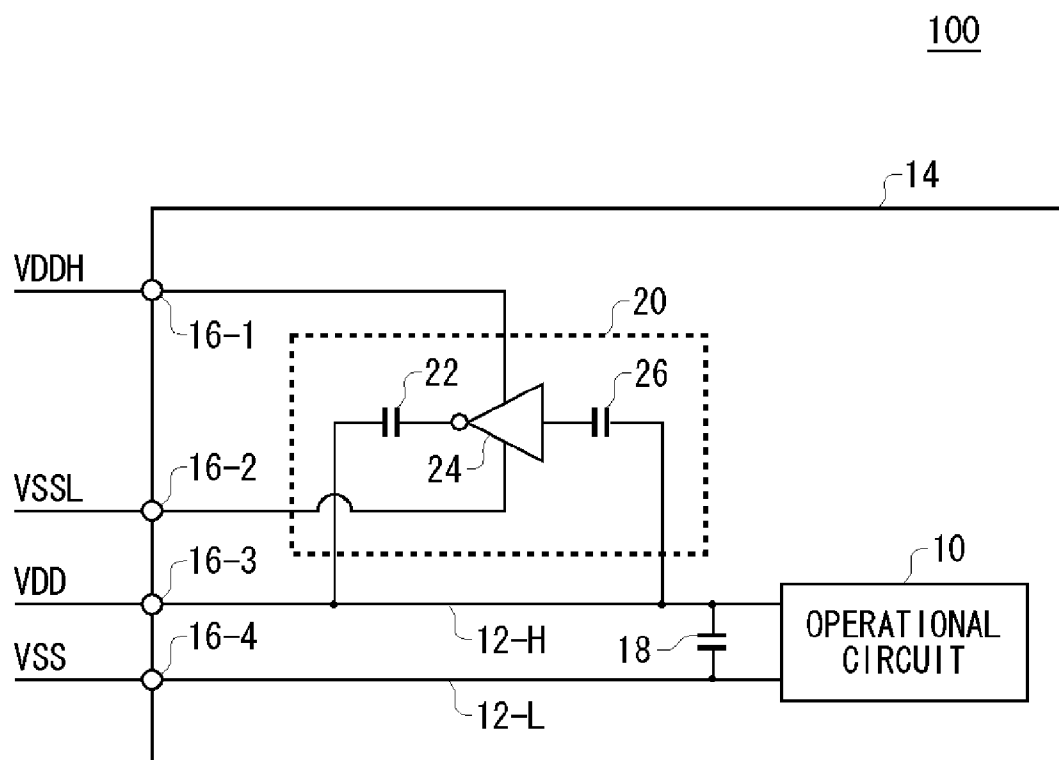 100
14
VDDH
16-1
20
22
26
24
VSSL
16-2
VDD
16-3
10
12-H
18
OPERATIONAL
CIRCUIT
VSS
16-4
12-L